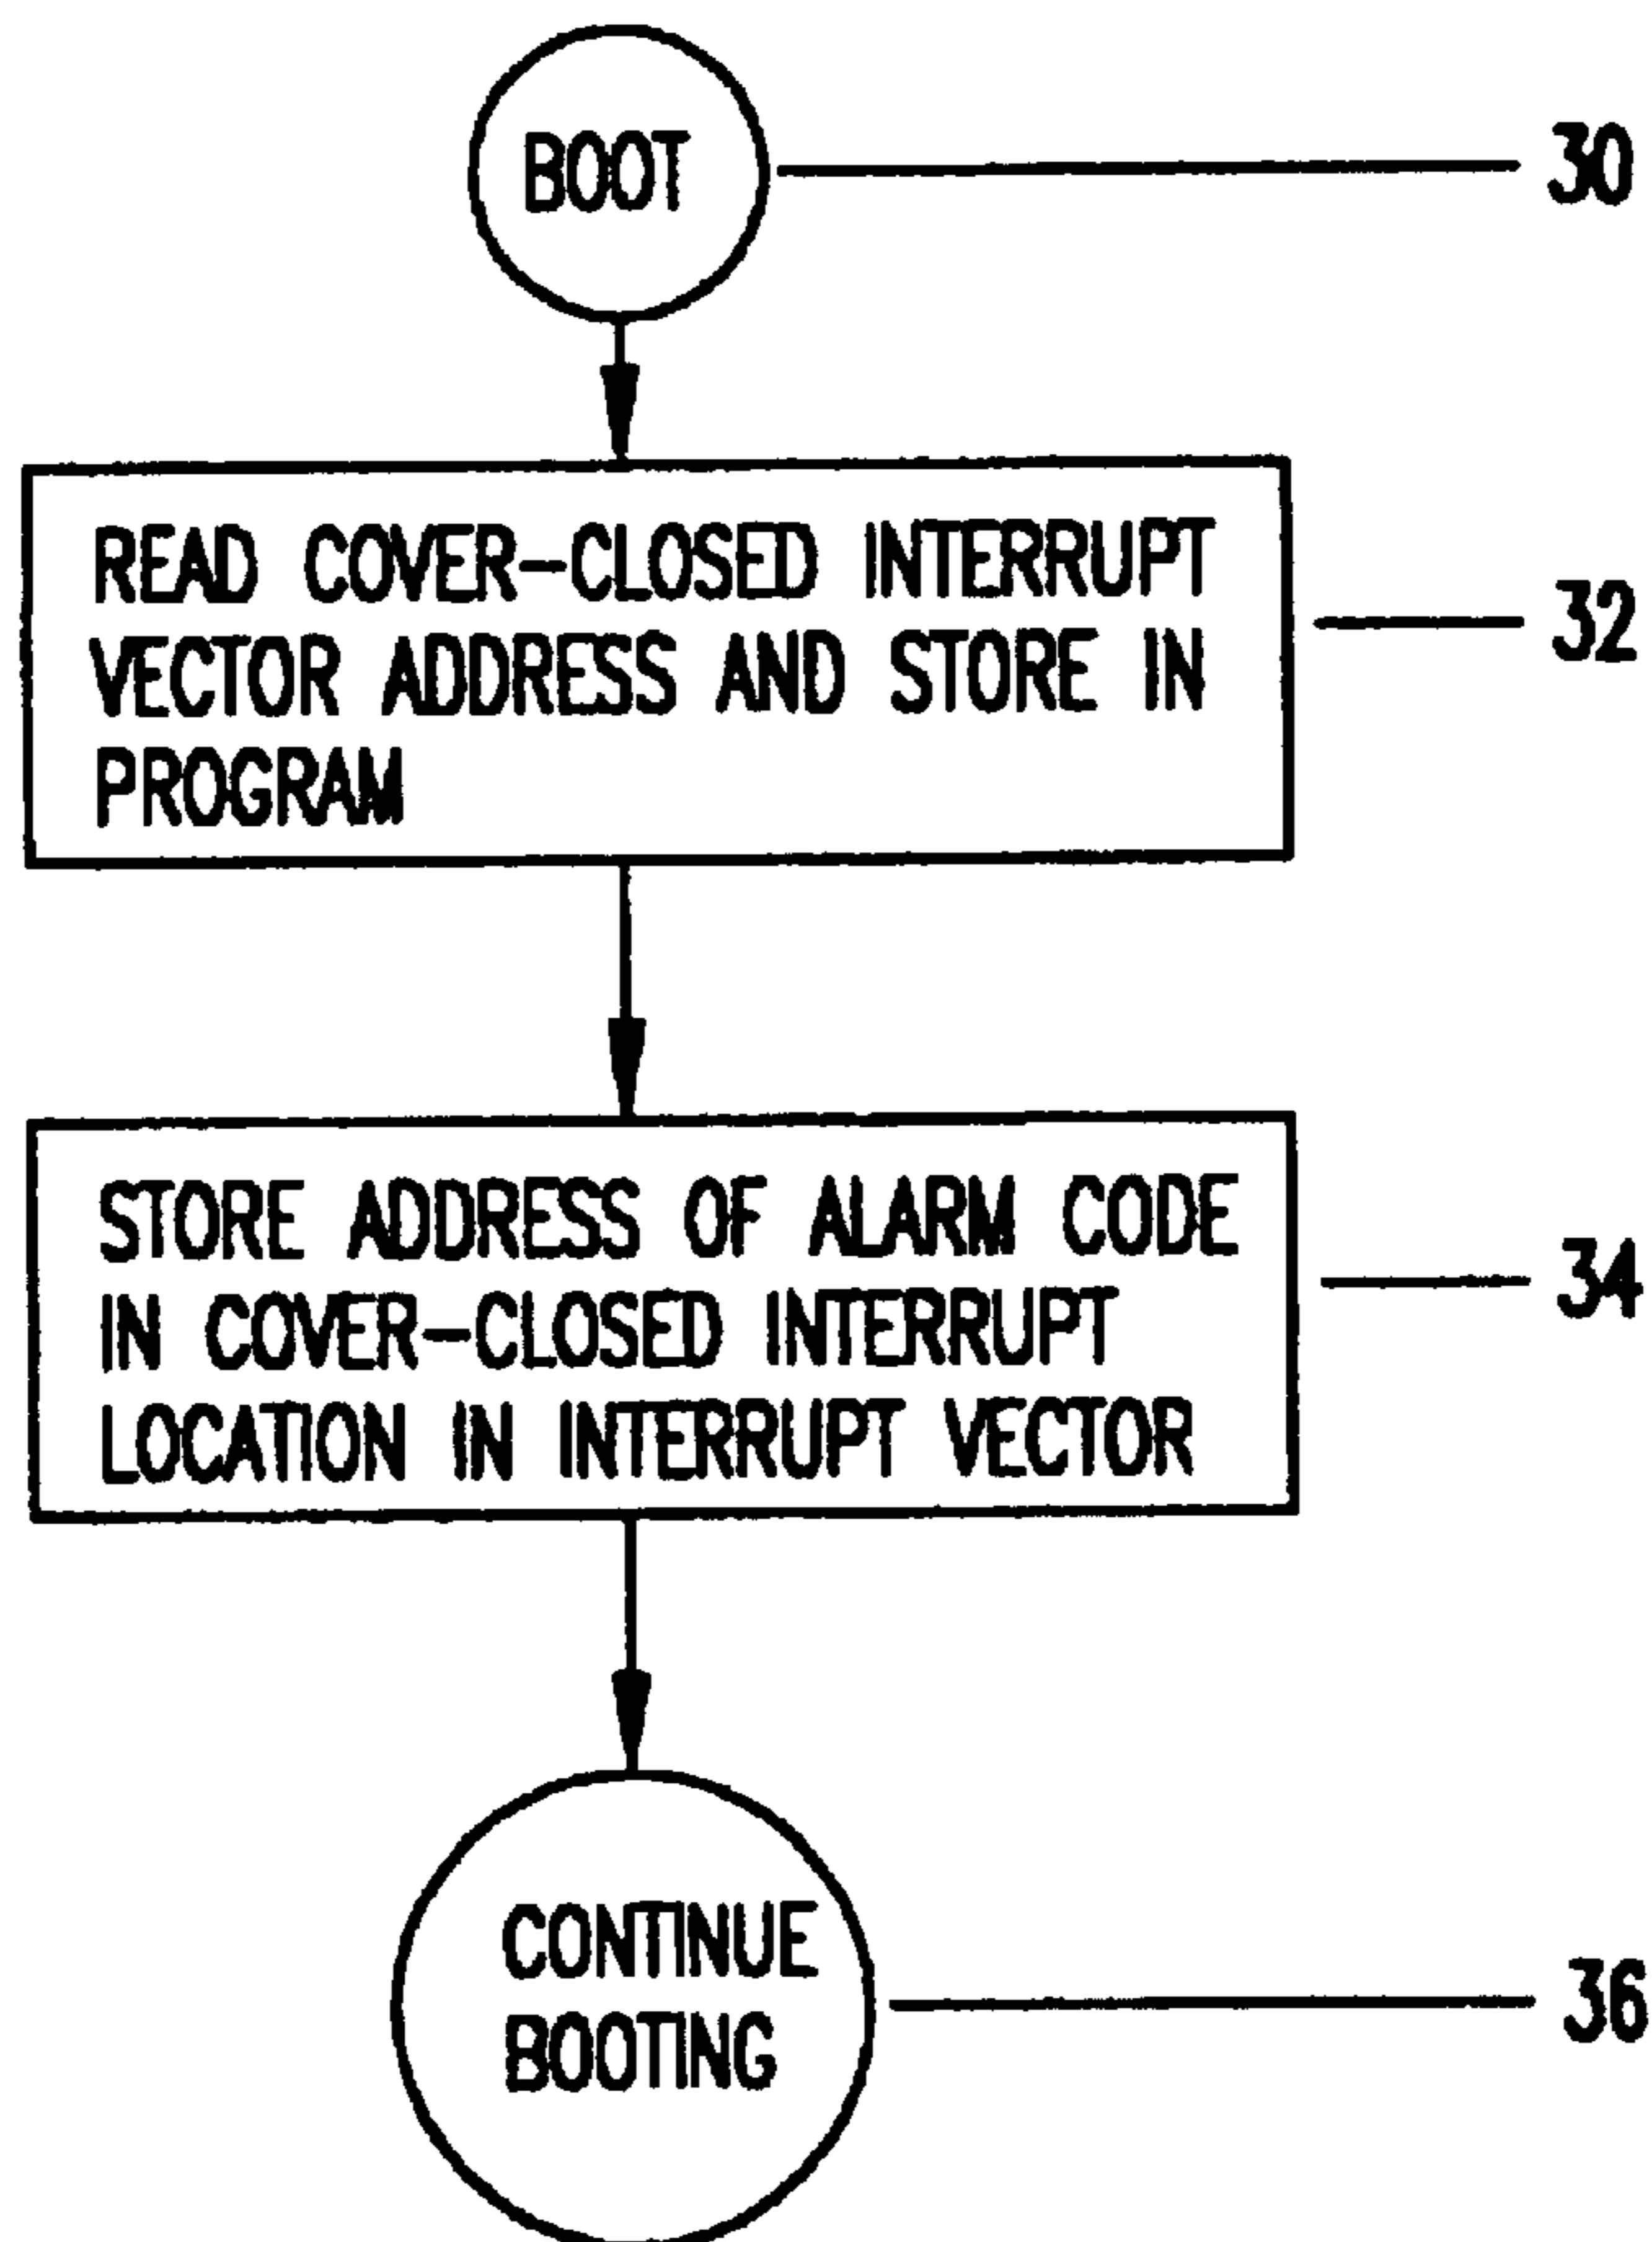 BOOT
30
READ COVER-CLOSED INTERRUPT
VECTOR ADDRESS AND STORE IN
PROGRAM
32
STORE ADDRESS OF ALARM CODE
IN COVER-CLOSED INTERRUPT
LOCATION IN INTERRUPT VECTOR
34
CONTINUE
BOOTING
36